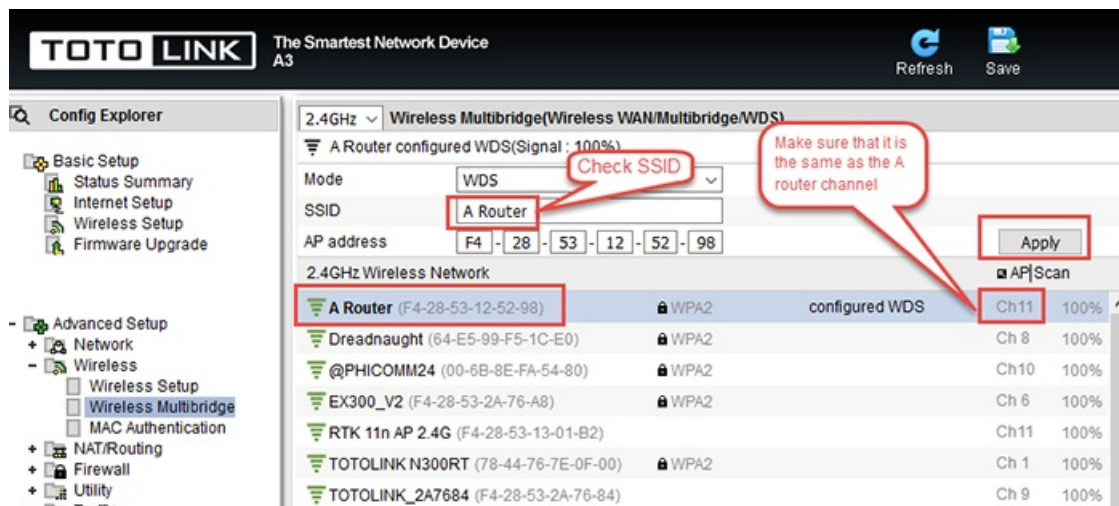 TOTO LINK
The Smartest Network Device
A3
Refresh
Save
Config Explorer
Basic Setup
Status Summary
Internet Setup
Wireless Setup
Firmware Upgrade
- Advanced Setup
+ Network
- Wireless
Wireless Setup
Wireless Multibridge
MAC Authentication
+ NAT/Routing
+ Firewall
+ Utility
2.4GHz Wireless Multibridge(Wireless WAN/Multibridge/WDS)
A Router configured WDS(Signal : 100%)
Check SSID
Make sure that it is
the same as the A
router channel
Mode WDS
SSID A Router
AP address F4 - 28 - 53 - 12 - 52 - 98
Apply
2.4GHz Wireless Network AP Scan
A Router (F4-28-53-12-52-98) WPA2 configured WDS Ch11 100%
Dreadnaught (64-E5-99-F5-1C-E0) WPA2 Ch 8 100%
@PHICOMM24 (00-6B-8E-FA-54-80) WPA2 Ch10 100%
EX300_V2 (F4-28-53-2A-76-A8) WPA2 Ch 6 100%
RTK 11n AP 2.4G (F4-28-53-13-01-B2) Ch11 100%
TOTOLINK N300RT (78-44-76-7E-0F-00) WPA2 Ch 1 100%
TOTOLINK_2A7684 (F4-28-53-2A-76-84) Ch 9 100%